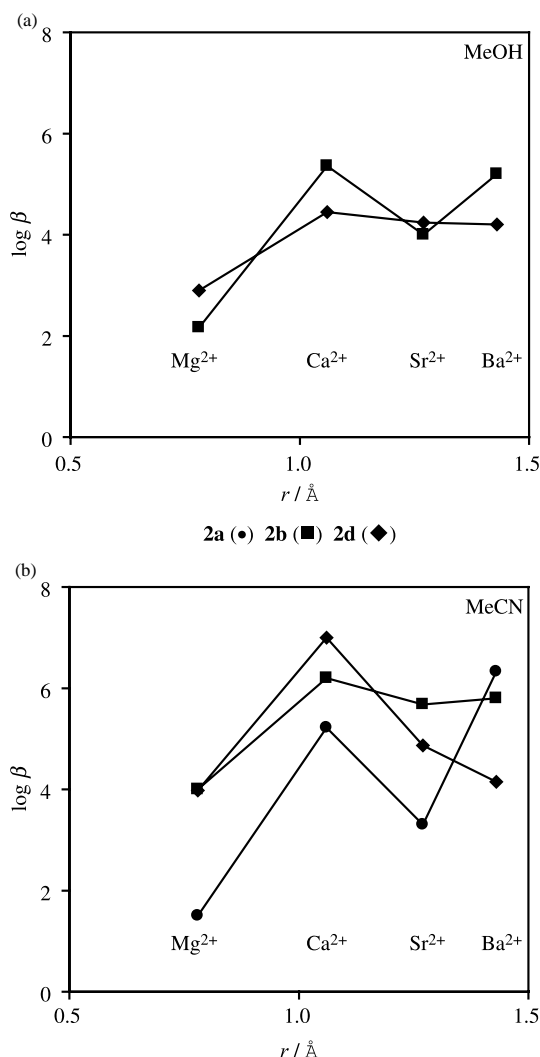 (a)
8
MeOH
6
4
log β
2
Mg²⁺ Ca²⁺ Sr²⁺ Ba²⁺
0
0.5 1.0 1.5
r / Å
2a (●) 2b (■) 2d (◆)
(b)
8
MeCN
6
4
log β
2
Mg²⁺ Ca²⁺ Sr²⁺ Ba²⁺
0
0.5 1.0 1.5
r / Å